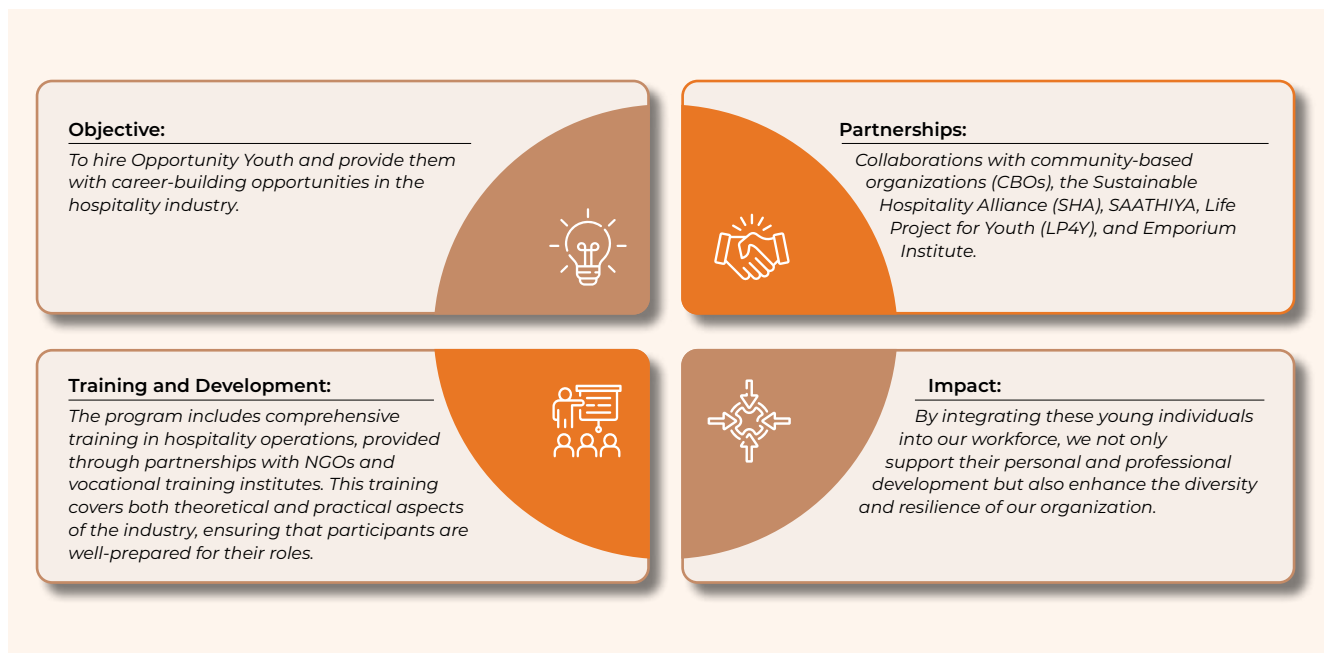 Objective:
To hire Opportunity Youth and provide them
with career-building opportunities in the
hospitality industry.
Partnerships:
Collaborations with community-based
organizations (CBOs), the Sustainable
Hospitality Alliance (SHA), SAATHIYA, Life
Project for Youth (LP4Y), and Emporium
Institute.
Training and Development:
The program includes comprehensive
training in hospitality operations, provided
through partnerships with NGOs and
vocational training institutes. This training
covers both theoretical and practical aspects
of the industry, ensuring that participants are
well-prepared for their roles.
Impact:
By integrating these young individuals
into our workforce, we not only
support their personal and professional
development but also enhance the diversity
and resilience of our organization.